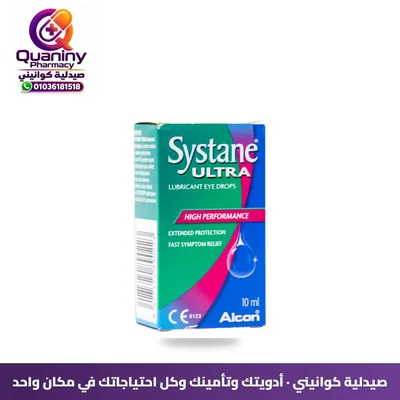 Quaniny
Pharmacy
صيدلية كوانيني
01036181518
Systane®
ULTRA
LUBRICANT EYE DROPS
HIGH PERFORMANCE
EXTENDED PROTECTION
FAST SYMPTOM RELIEF
10 ml
CE 0123
Alcon®
صيدلية كوانيني - أدويتك وتأمينك وكل احتياجاتك في مكان واحد